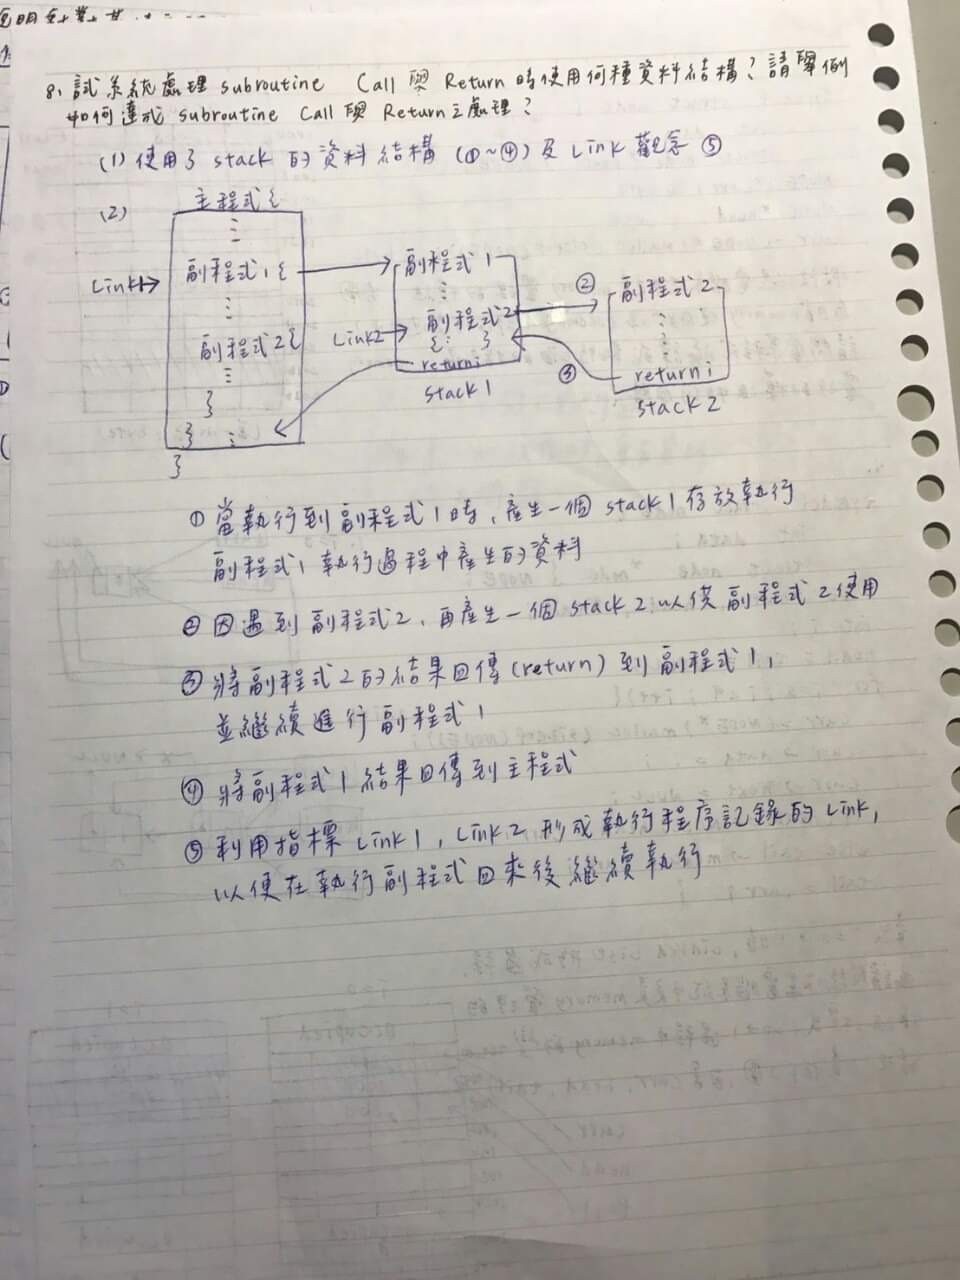 8、試系統處理 subroutine Call 與 Return 時使用何種資料結構？請舉例
如何達成 subroutine Call 與 Return 之處理？
(1) 使用了 stack 的資料結構 (①~④) 及 Link 觀念 ⑤
(2)
主程式{
⋮
Link1→
副程式1{
⋮
副程式2{
⋮
}
} ⋮
}
副程式1
⋮
Link2→
副程式2
{⋮ }
return;
stack1
②
③
副程式2
⋮
return;
stack2
① 當執行到副程式1時、產生一個 stack1 存放執行
副程式1執行過程中產生的資料
② 因遇到副程式2、再產生一個 stack2 以供副程式2使用
③ 將副程式2的結果回傳(return)到副程式1,
並繼續進行副程式1
④ 將副程式1結果回傳到主程式
⑤ 利用指標 Link1, Link2 形成執行程序記錄的 Link,
以便在執行副程式回來後繼續執行